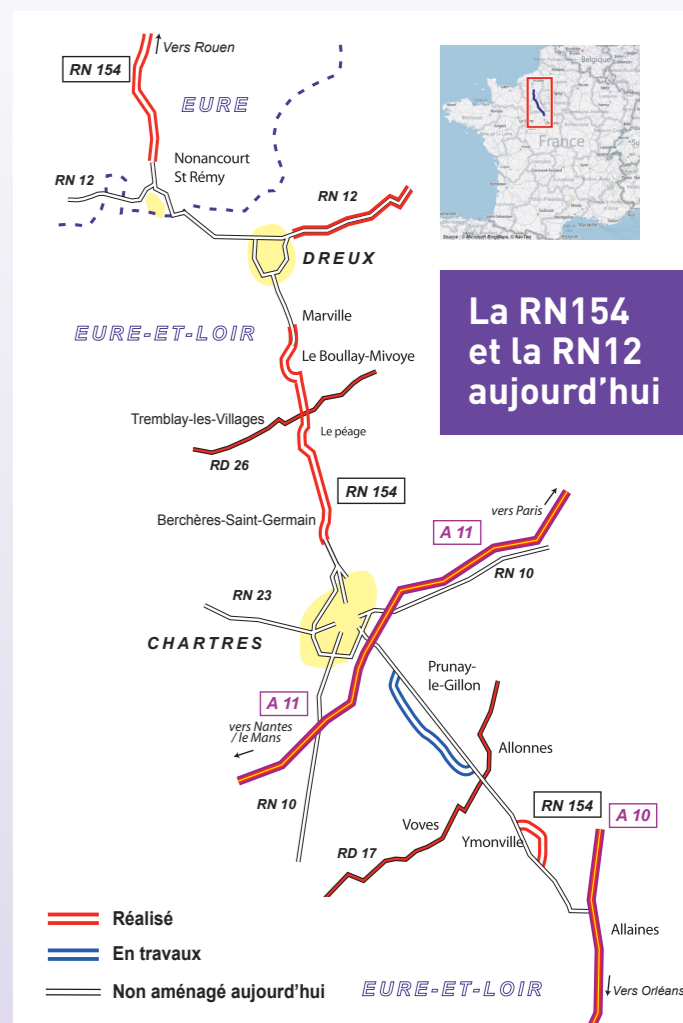 Vers Rouen
RN 154
EURE
Nonancourt
St Rémy
RN 12
RN 12
DREUX
EURE-ET-LOIR
Marville
Le Boullay-Mivoye
Tremblay-les-Villages
Le péage
RD 26
RN 154
Berchères-Saint-Germain
vers Paris
A 11
RN 10
RN 23
CHARTRES
Prunay-
le-Gillon
A 11
vers Nantes
/le Mans
Allonnes
RN 10
RN 154
A 10
Voves
Ymonville
RD 17
Allaines
Vers Orléans
EURE-ET-LOIR
Belgique
France
Source : © Microsoft BingMaps, © NavTeq
La RN154
et la RN12
aujourd’hui
Réalisé
En travaux
Non aménagé aujourd’hui